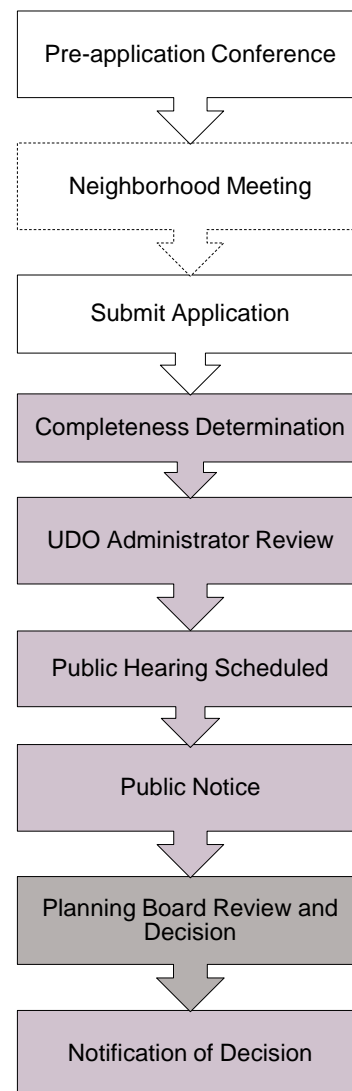 Pre-application Conference
Neighborhood Meeting
Submit Application
Completeness Determination
UDO Administrator Review
Public Hearing Scheduled
Public Notice
Planning Board Review and
Decision
Notification of Decision